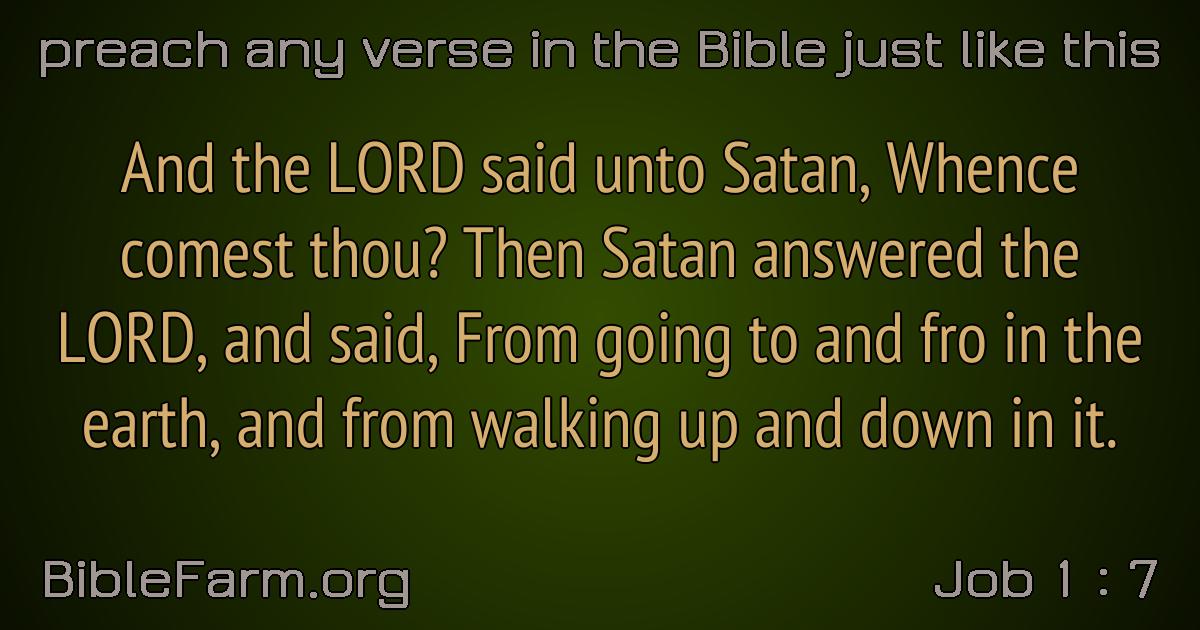 preach any verse in the Bible just like this
And the LORD said unto Satan, Whence
comest thou? Then Satan answered the
LORD, and said, From going to and fro in the
earth, and from walking up and down in it.
BibleFarm.org
Job 1 : 7